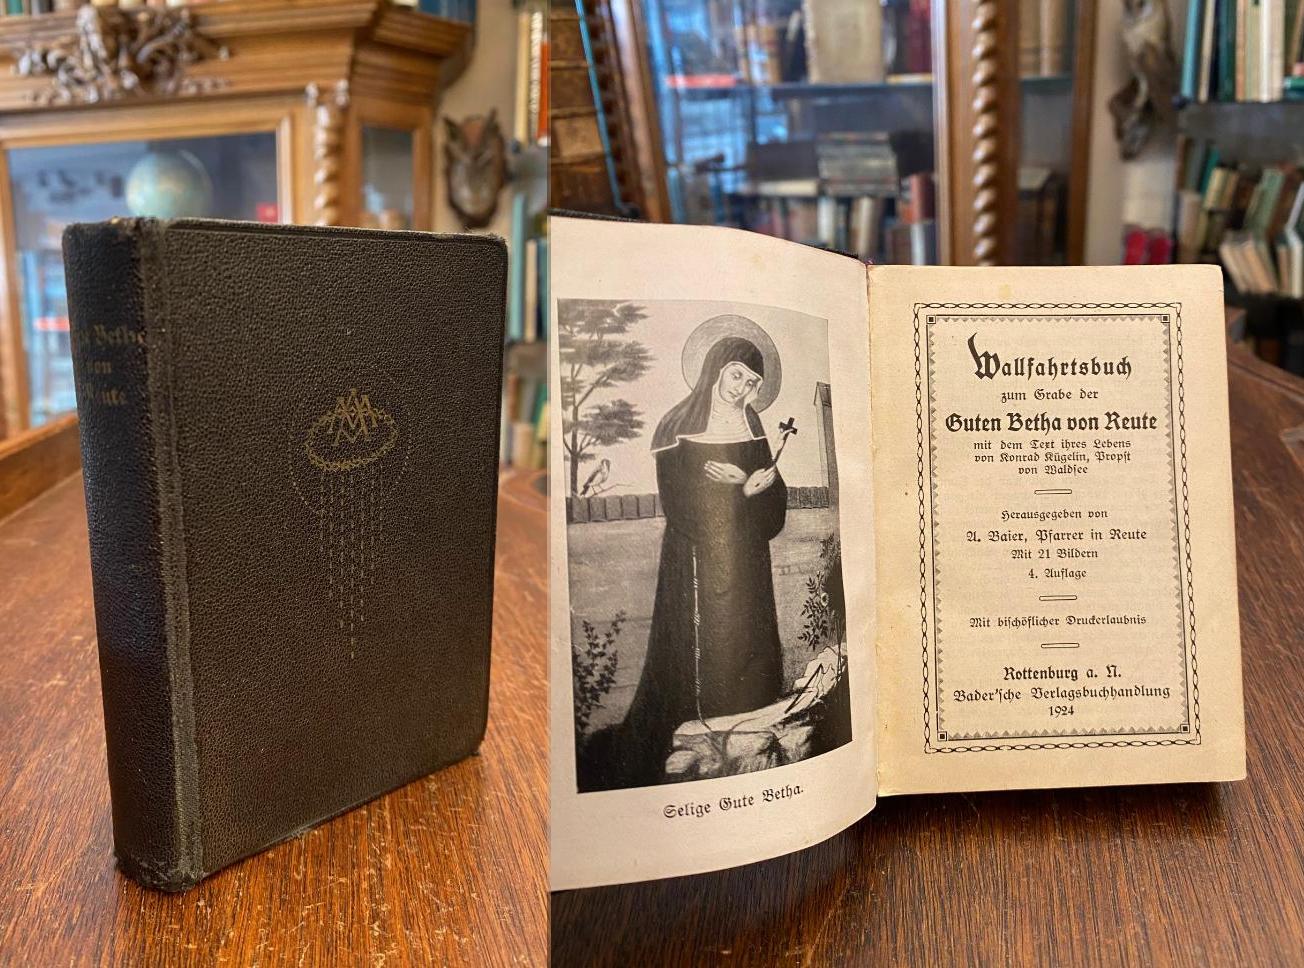 Betha
von
Reute
Selige Gute Betha.
Wallfahrtsbuch
zum Grabe der
Guten Betha von Reute
mit dem Text ihres Lebens
von Konrad Kügelin, Propst
von Waldsee
Herausgegeben von
A. Baier, Pfarrer in Reute
Mit 21 Bildern
4. Auflage
Mit bischöflicher Druckerlaubnis
Rottenburg a. N.
Bader'sche Verlagsbuchhandlung
1924